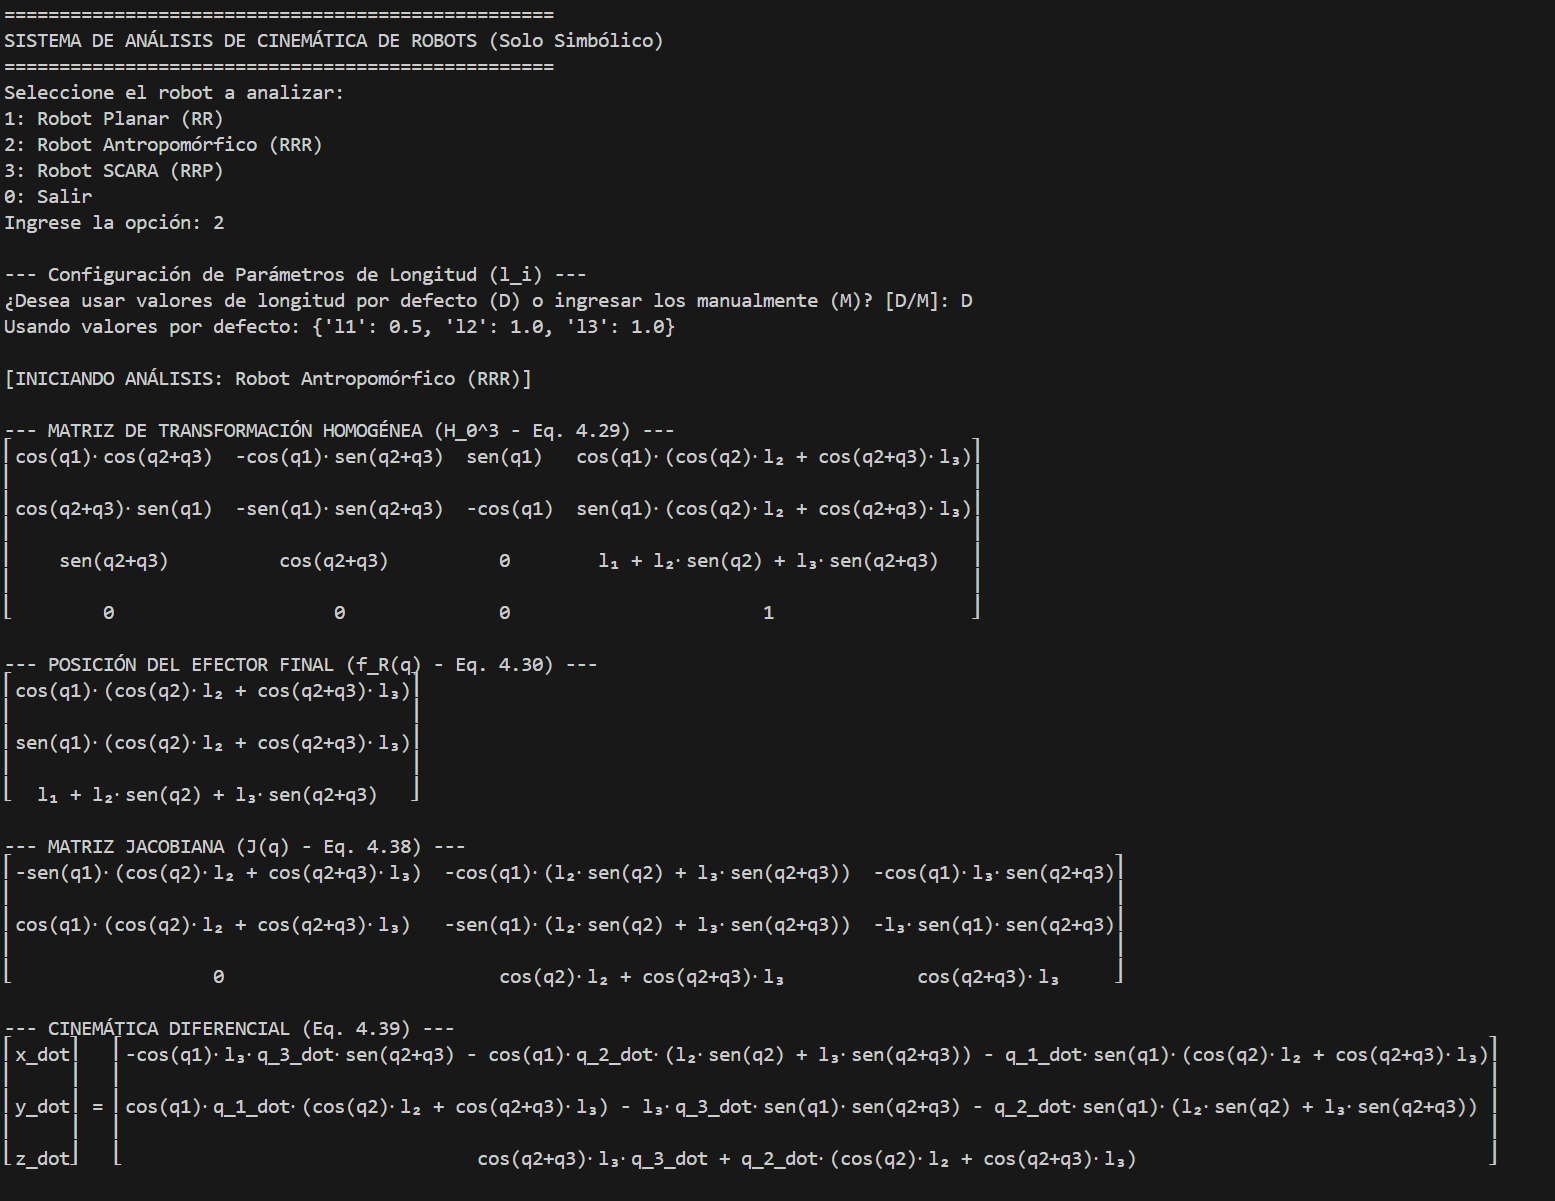 ==================================================
SISTEMA DE ANÁLISIS DE CINEMÁTICA DE ROBOTS (Solo Simbólico)
==================================================
Seleccione el robot a analizar:
1: Robot Planar (RR)
2: Robot Antropomórfico (RRR)
3: Robot SCARA (RRP)
0: Salir
Ingrese la opción: 2
--- Configuración de Parámetros de Longitud (l_i) ---
¿Desea usar valores de longitud por defecto (D) o ingresar los manualmente (M)? [D/M]: D
Usando valores por defecto: {'l1': 0.5, 'l2': 1.0, 'l3': 1.0}
[INICIANDO ANÁLISIS: Robot Antropomórfico (RRR)]
--- MATRIZ DE TRANSFORMACIÓN HOMOGÉNEA (H_0^3 - Eq. 4.29) ---
⎡cos(q1)⋅cos(q2+q3)  -cos(q1)⋅sen(q2+q3)  sen(q1)   cos(q1)⋅(cos(q2)⋅l₂ + cos(q2+q3)⋅l₃)⎤
⎢cos(q2+q3)⋅sen(q1)  -sen(q1)⋅sen(q2+q3)  -cos(q1)  sen(q1)⋅(cos(q2)⋅l₂ + cos(q2+q3)⋅l₃)⎥
⎢    sen(q2+q3)          cos(q2+q3)          0        l₁ + l₂⋅sen(q2) + l₃⋅sen(q2+q3)   ⎥
⎣        0                    0              0                       1                  ⎦
--- POSICIÓN DEL EFECTOR FINAL (f_R(q) - Eq. 4.30) ---
⎡cos(q1)⋅(cos(q2)⋅l₂ + cos(q2+q3)⋅l₃)⎤
⎢sen(q1)⋅(cos(q2)⋅l₂ + cos(q2+q3)⋅l₃)⎥
⎣  l₁ + l₂⋅sen(q2) + l₃⋅sen(q2+q3)   ⎦
--- MATRIZ JACOBIANA (J(q) - Eq. 4.38) ---
⎡-sen(q1)⋅(cos(q2)⋅l₂ + cos(q2+q3)⋅l₃)  -cos(q1)⋅(l₂⋅sen(q2) + l₃⋅sen(q2+q3))  -cos(q1)⋅l₃⋅sen(q2+q3)⎤
⎢cos(q1)⋅(cos(q2)⋅l₂ + cos(q2+q3)⋅l₃)   -sen(q1)⋅(l₂⋅sen(q2) + l₃⋅sen(q2+q3))  -l₃⋅sen(q1)⋅sen(q2+q3)⎥
⎣                  0                         cos(q2)⋅l₂ + cos(q2+q3)⋅l₃            cos(q2+q3)⋅l₃     ⎦
--- CINEMÁTICA DIFERENCIAL (Eq. 4.39) ---
⎡x_dot⎤   ⎡-cos(q1)⋅l₃⋅q_3_dot⋅sen(q2+q3) - cos(q1)⋅q_2_dot⋅(l₂⋅sen(q2) + l₃⋅sen(q2+q3)) - q_1_dot⋅sen(q1)⋅(cos(q2)⋅l₂ + cos(q2+q3)⋅l₃)⎤
⎢y_dot⎥ = ⎢cos(q1)⋅q_1_dot⋅(cos(q2)⋅l₂ + cos(q2+q3)⋅l₃) - l₃⋅q_3_dot⋅sen(q1)⋅sen(q2+q3) - q_2_dot⋅sen(q1)⋅(l₂⋅sen(q2) + l₃⋅sen(q2+q3)) ⎥
⎣z_dot⎦   ⎣                                cos(q2+q3)⋅l₃⋅q_3_dot + q_2_dot⋅(cos(q2)⋅l₂ + cos(q2+q3)⋅l₃)                                ⎦